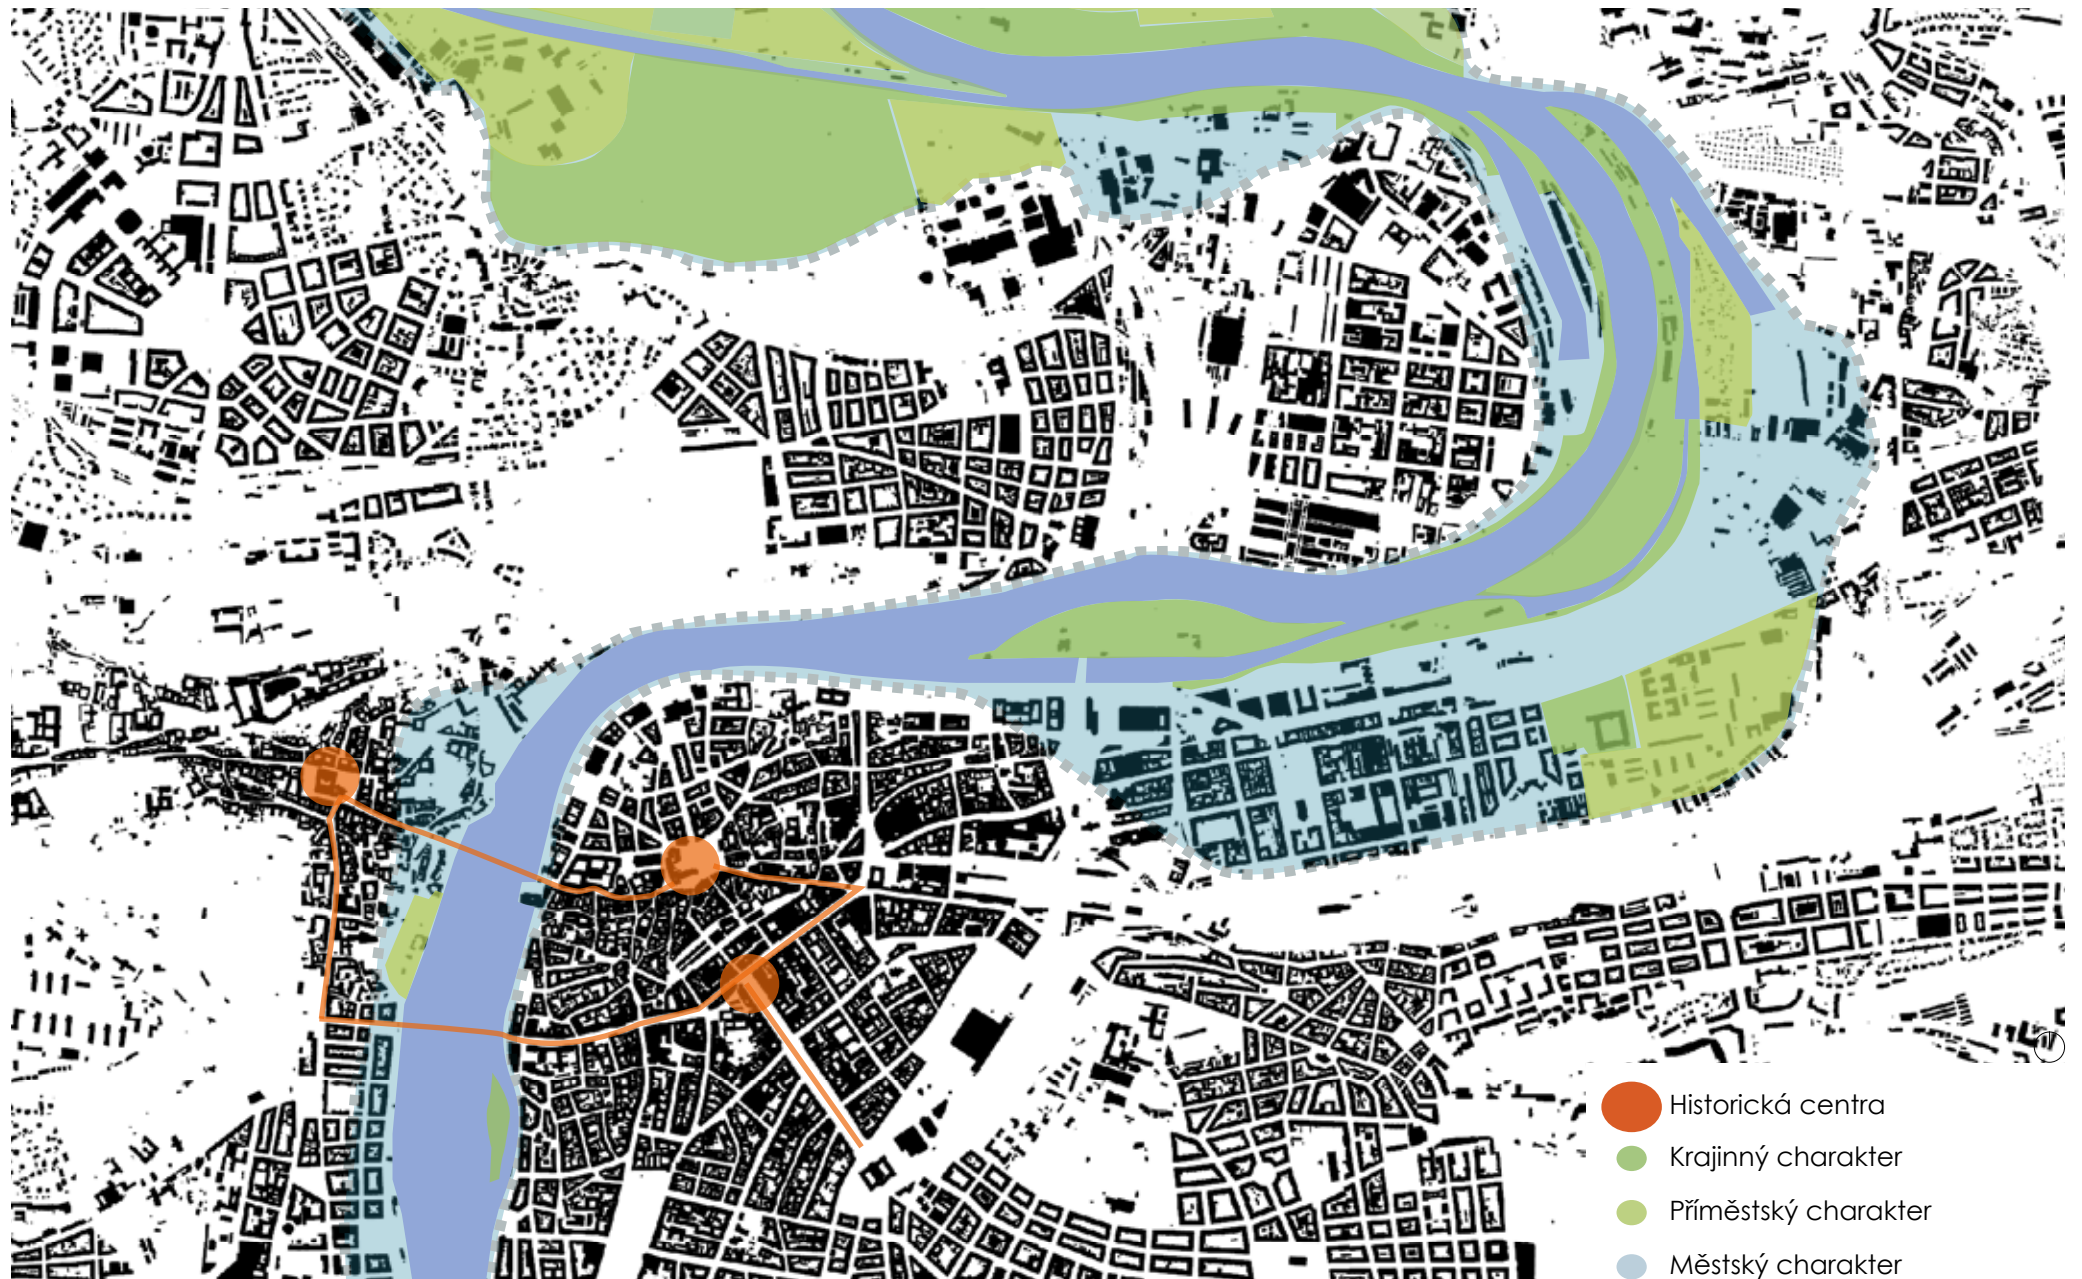 Historická centra
Krajinný charakter
Příměstský charakter
Městský charakter